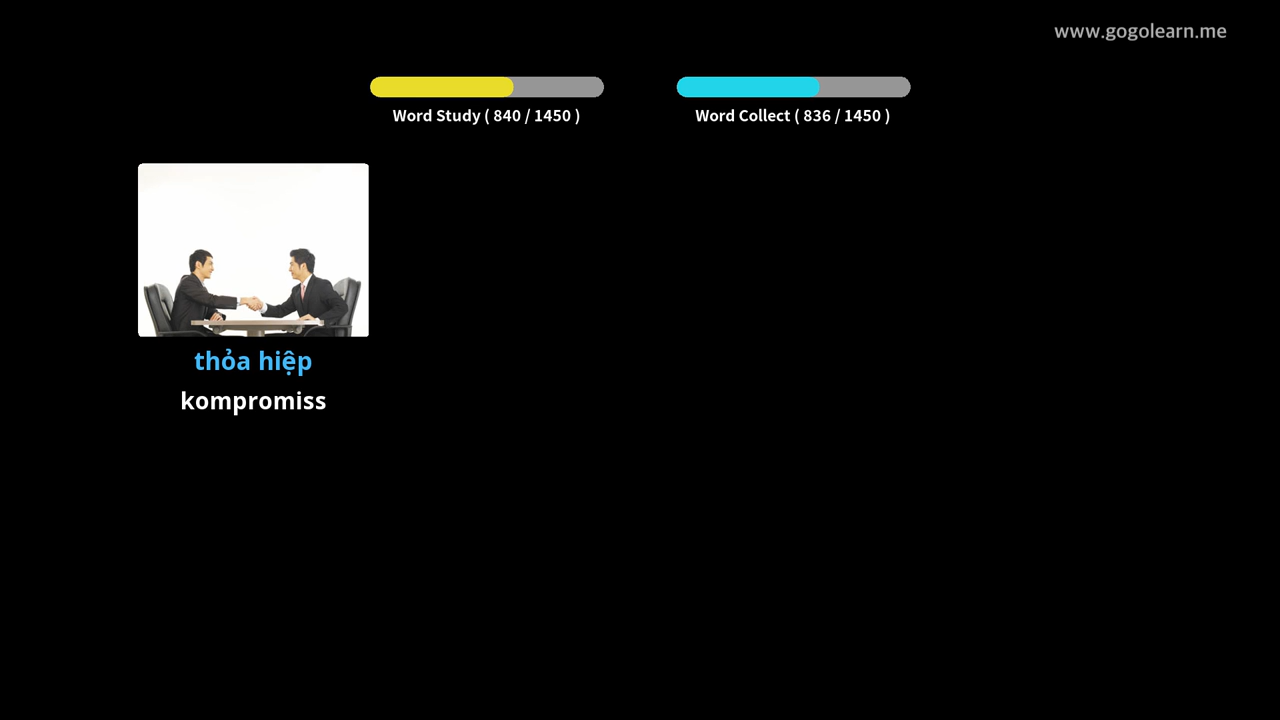 www.gogolearn.me
Word Study ( 840 / 1450 )
Word Collect ( 836 / 1450 )
thỏa hiệp
kompromiss